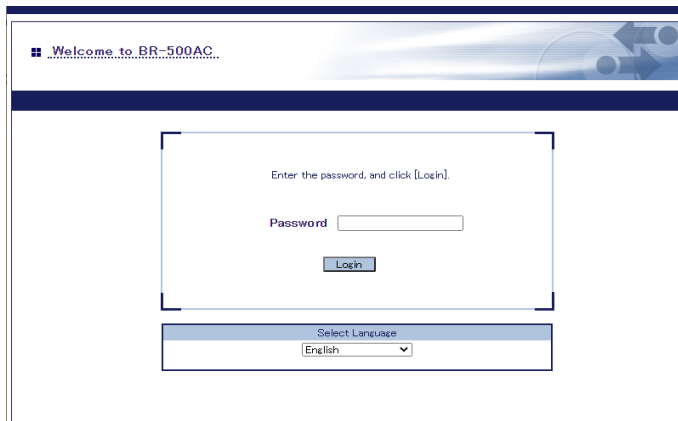 Welcome to BR-500AC
Enter the password, and click [Login].
Password
Login
Select Language
English